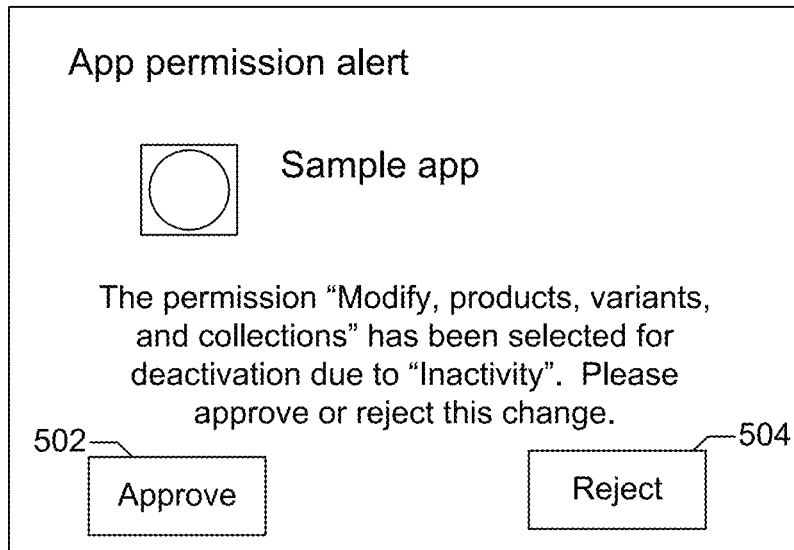 App permission alert
Sample app
The permission “Modify, products, variants,
and collections” has been selected for
deactivation due to “Inactivity”.  Please
approve or reject this change.
502
504
Approve
Reject